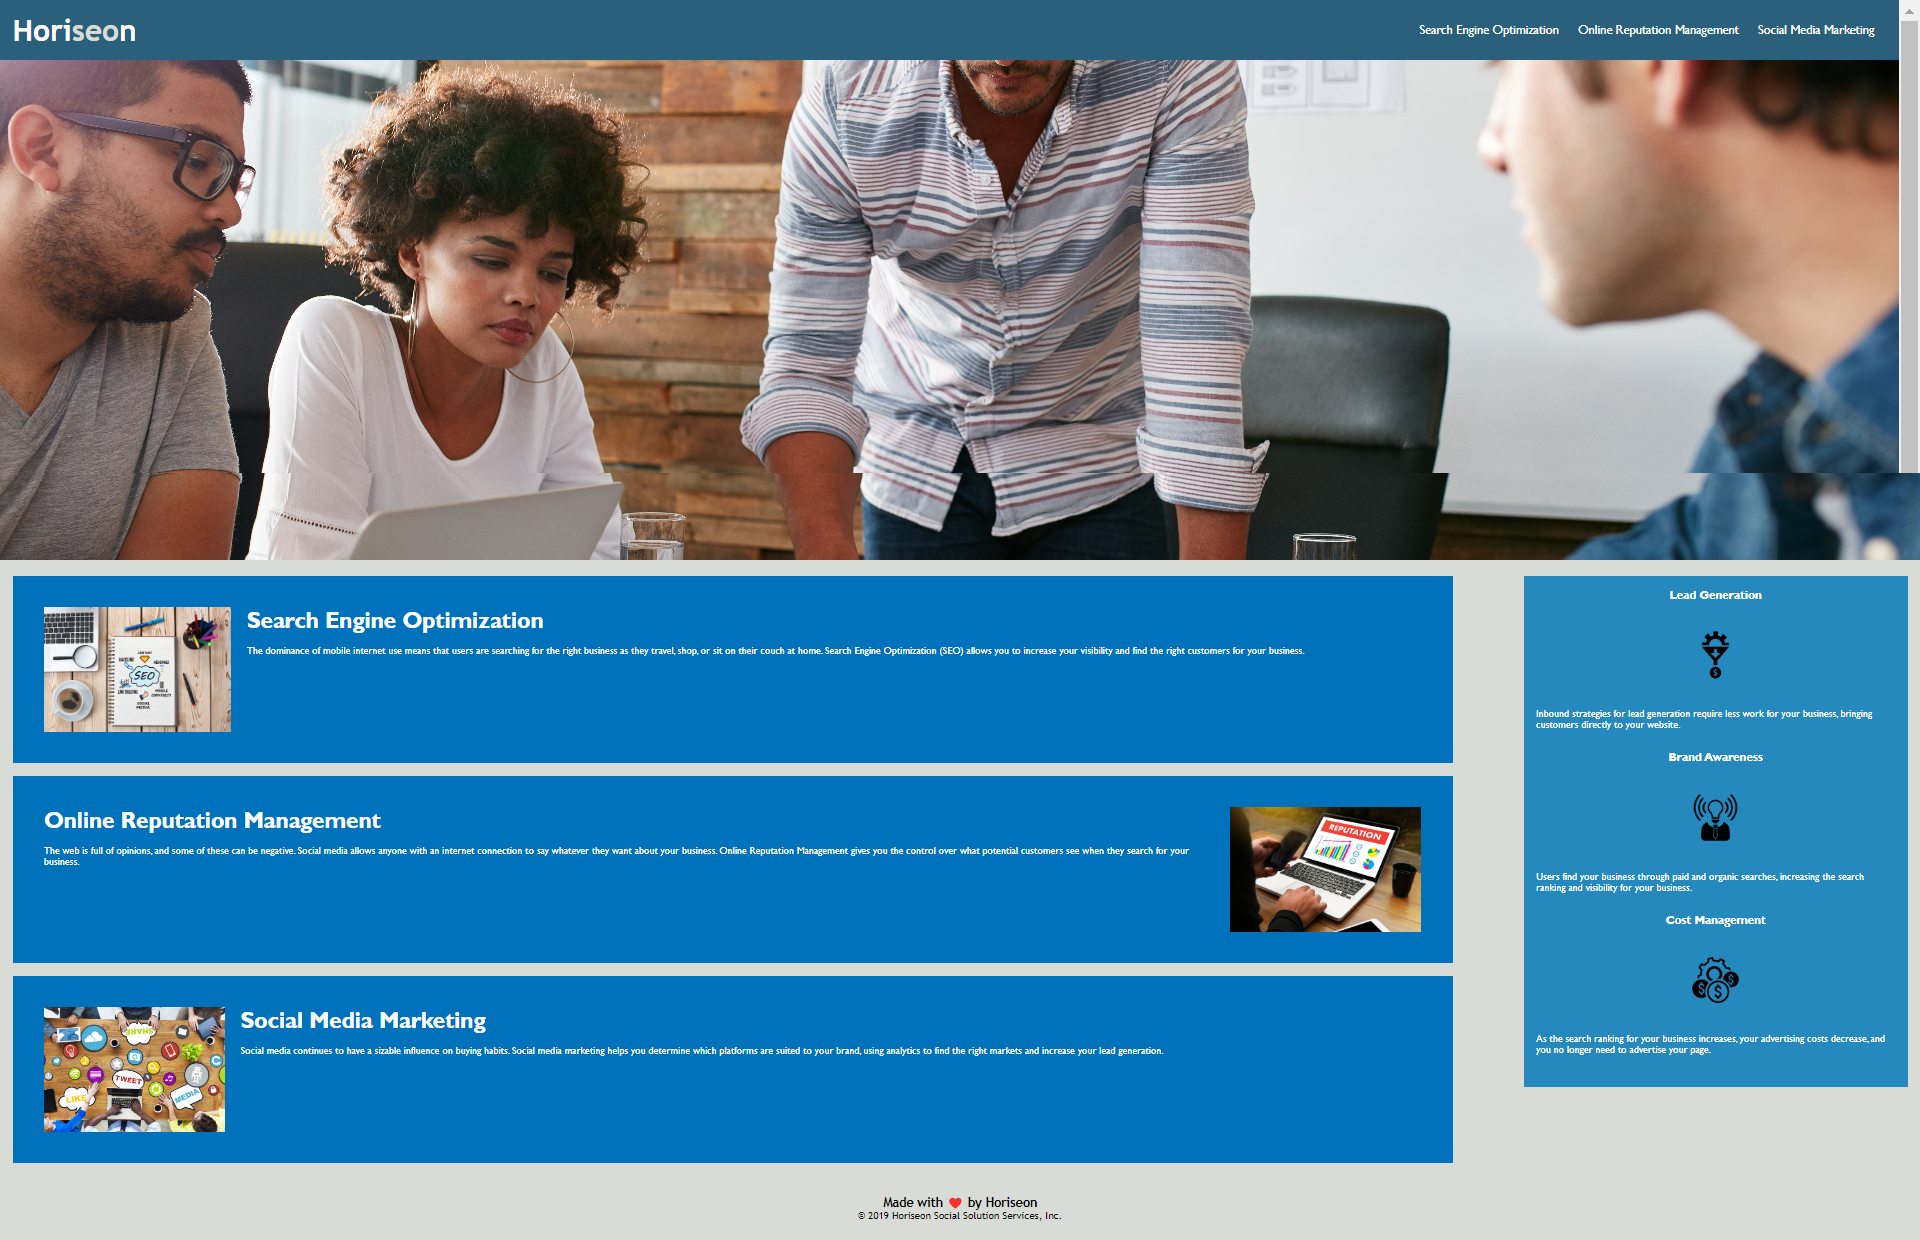 Horiseon
Search Engine Optimization Online Reputation Management Social Media Marketing
SEO
Search Engine Optimization
The dominance of mobile internet use means that users are searching for the right business as they travel, shop, or sit on their couch at home. Search Engine Optimization (SEO) allows you to increase your visibility and find the right customers for your business.
Online Reputation Management
The web is full of opinions, and some of these can be negative. Social media allows anyone with an internet connection to say whatever they want about your business. Online Reputation Management gives you the control over what potential customers see when they search for your
business.
REPUTATION
Social Media Marketing
Social media continues to have a sizable influence on buying habits. Social media marketing helps you determine which platforms are suited to your brand, using analytics to find the right markets and increase your lead generation.
SHARE
TWEET
LIKE
MEDIA
Lead Generation
Inbound strategies for lead generation require less work for your business, bringing
customers directly to your website.
Brand Awareness
Users find your business through paid and organic searches, increasing the search
ranking and visibility for your business.
Cost Management
As the search ranking for your business increases, your advertising costs decrease, and
you no longer need to advertise your page.
Made with ❤ by Horiseon
© 2019 Horiseon Social Solution Services, Inc.